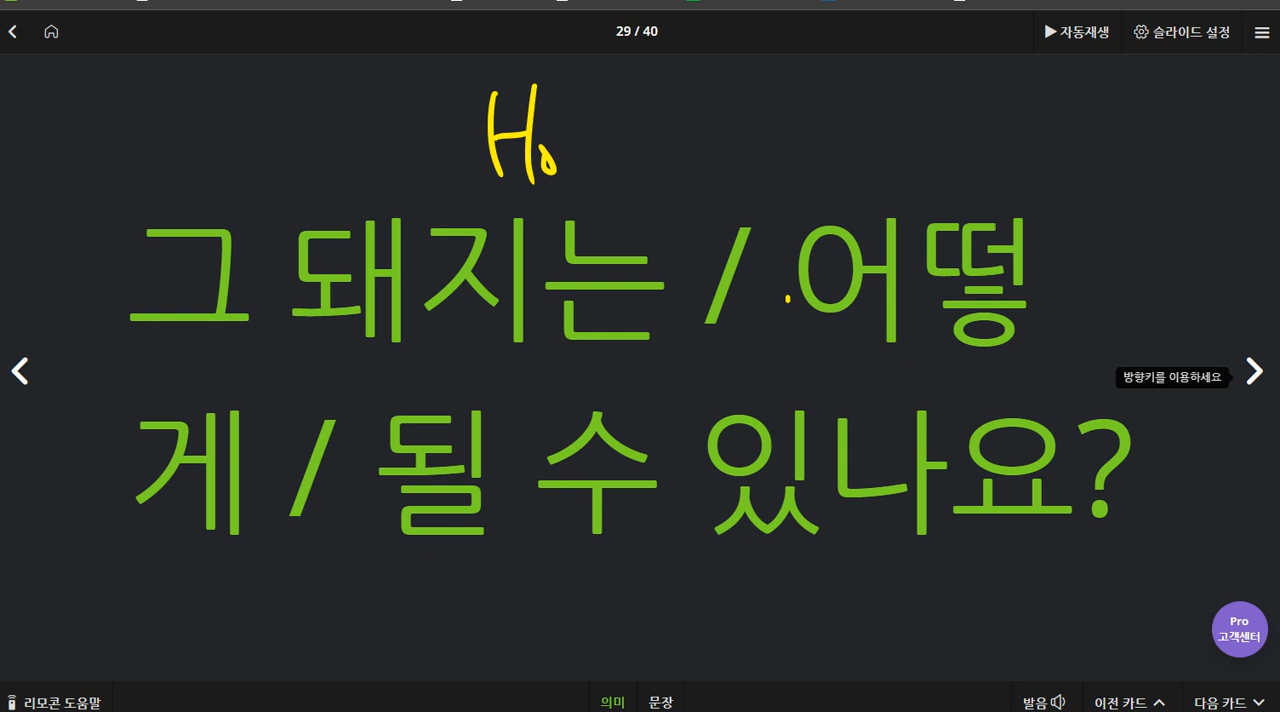 29 / 40
▶자동재생
슬라이드 설정
Ho
그 돼지는 / 어떻
게 / 될 수 있나요?
방향키를 이용하세요
Pro
고객센터
리모콘 도움말
의미
문장
발음
이전 카드
다음 카드